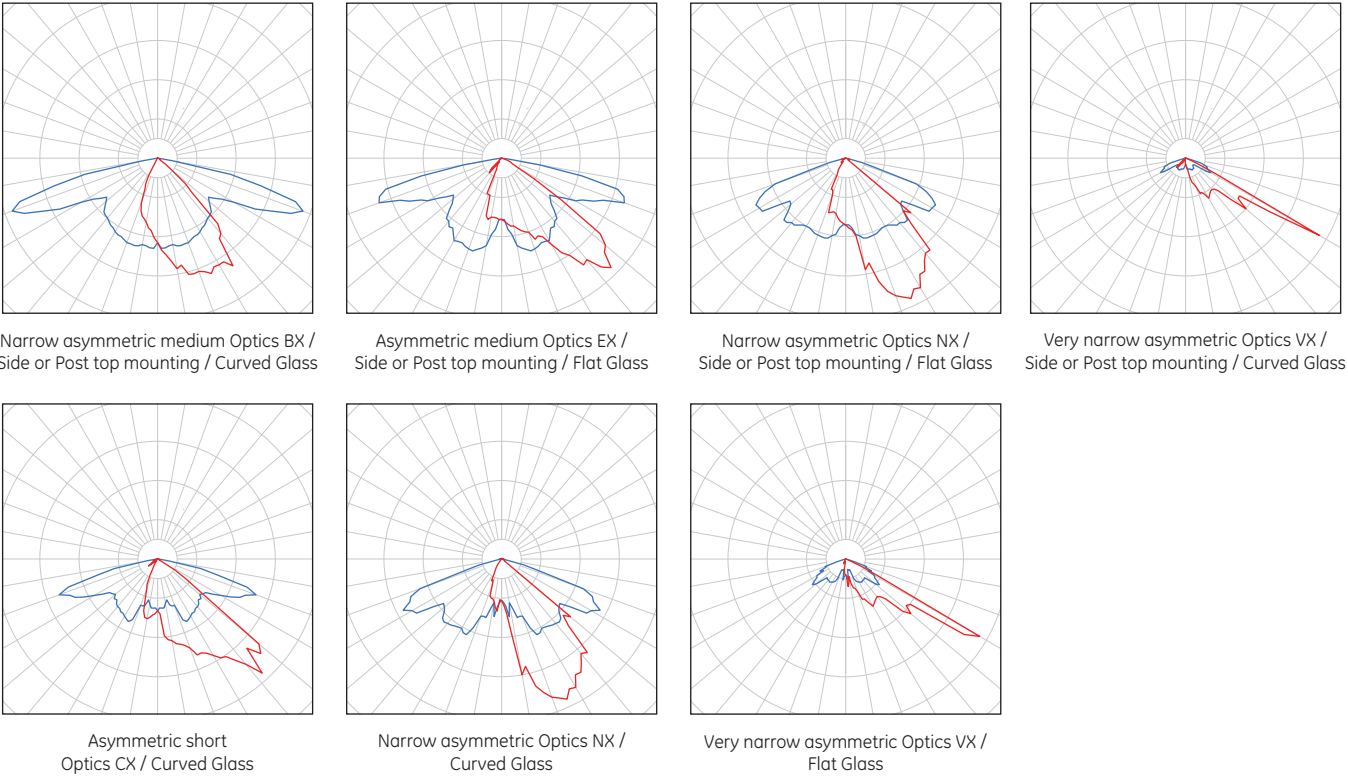 Narrow asymmetric medium Optics BX /
Side or Post top mounting / Curved Glass
Asymmetric medium Optics EX /
Side or Post top mounting / Flat Glass
Narrow asymmetric Optics NX /
Side or Post top mounting / Flat Glass
Very narrow asymmetric Optics VX /
Side or Post top mounting / Curved Glass
Asymmetric short
Optics CX / Curved Glass
Narrow asymmetric Optics NX /
Curved Glass
Very narrow asymmetric Optics VX /
Flat Glass